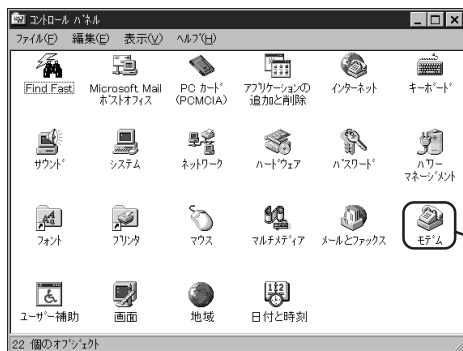 コントロール パネル
ファイル(F) 編集(E) 表示(V) ヘルプ(H)
Find Fast
Microsoft Mail
ポストオフィス
PC カード
(PCMCIA)
アプリケーションの
追加と削除
インターネット
キーボード
サウンド
システム
ネットワーク
ハードウェア
パスワード
パワー
マネージメント
フォント
プリンタ
マウス
マルチメディア
メールとファックス
モデム
ユーザー補助
画面
地域
日付と時刻
22 個のオブジェクト